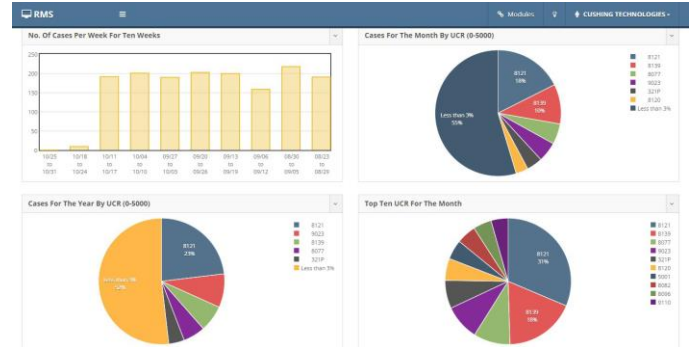 RMS
Modules
CUSHING TECHNOLOGIES
No. Of Cases Per Week For Ten Weeks
250
200
150
100
50
0
10/25 to 10/31
10/18 to 10/24
10/11 to 10/17
10/04 to 10/10
09/27 to 10/03
09/20 to 09/26
09/13 to 09/19
09/06 to 09/12
08/30 to 09/05
08/23 to 08/29
Cases For The Month By UCR (0-5000)
8121
18%
8139
10%
Less than 3%
55%
8121
8139
8077
9023
321P
8120
Less than 3%
Cases For The Year By UCR (0-5000)
8121
23%
Less than 3%
8121
9023
8139
8077
321P
Less than 3%
Top Ten UCR For The Month
8121
31%
8139
18%
8121
8139
8077
9023
321P
8120
9001
8082
8006
9110